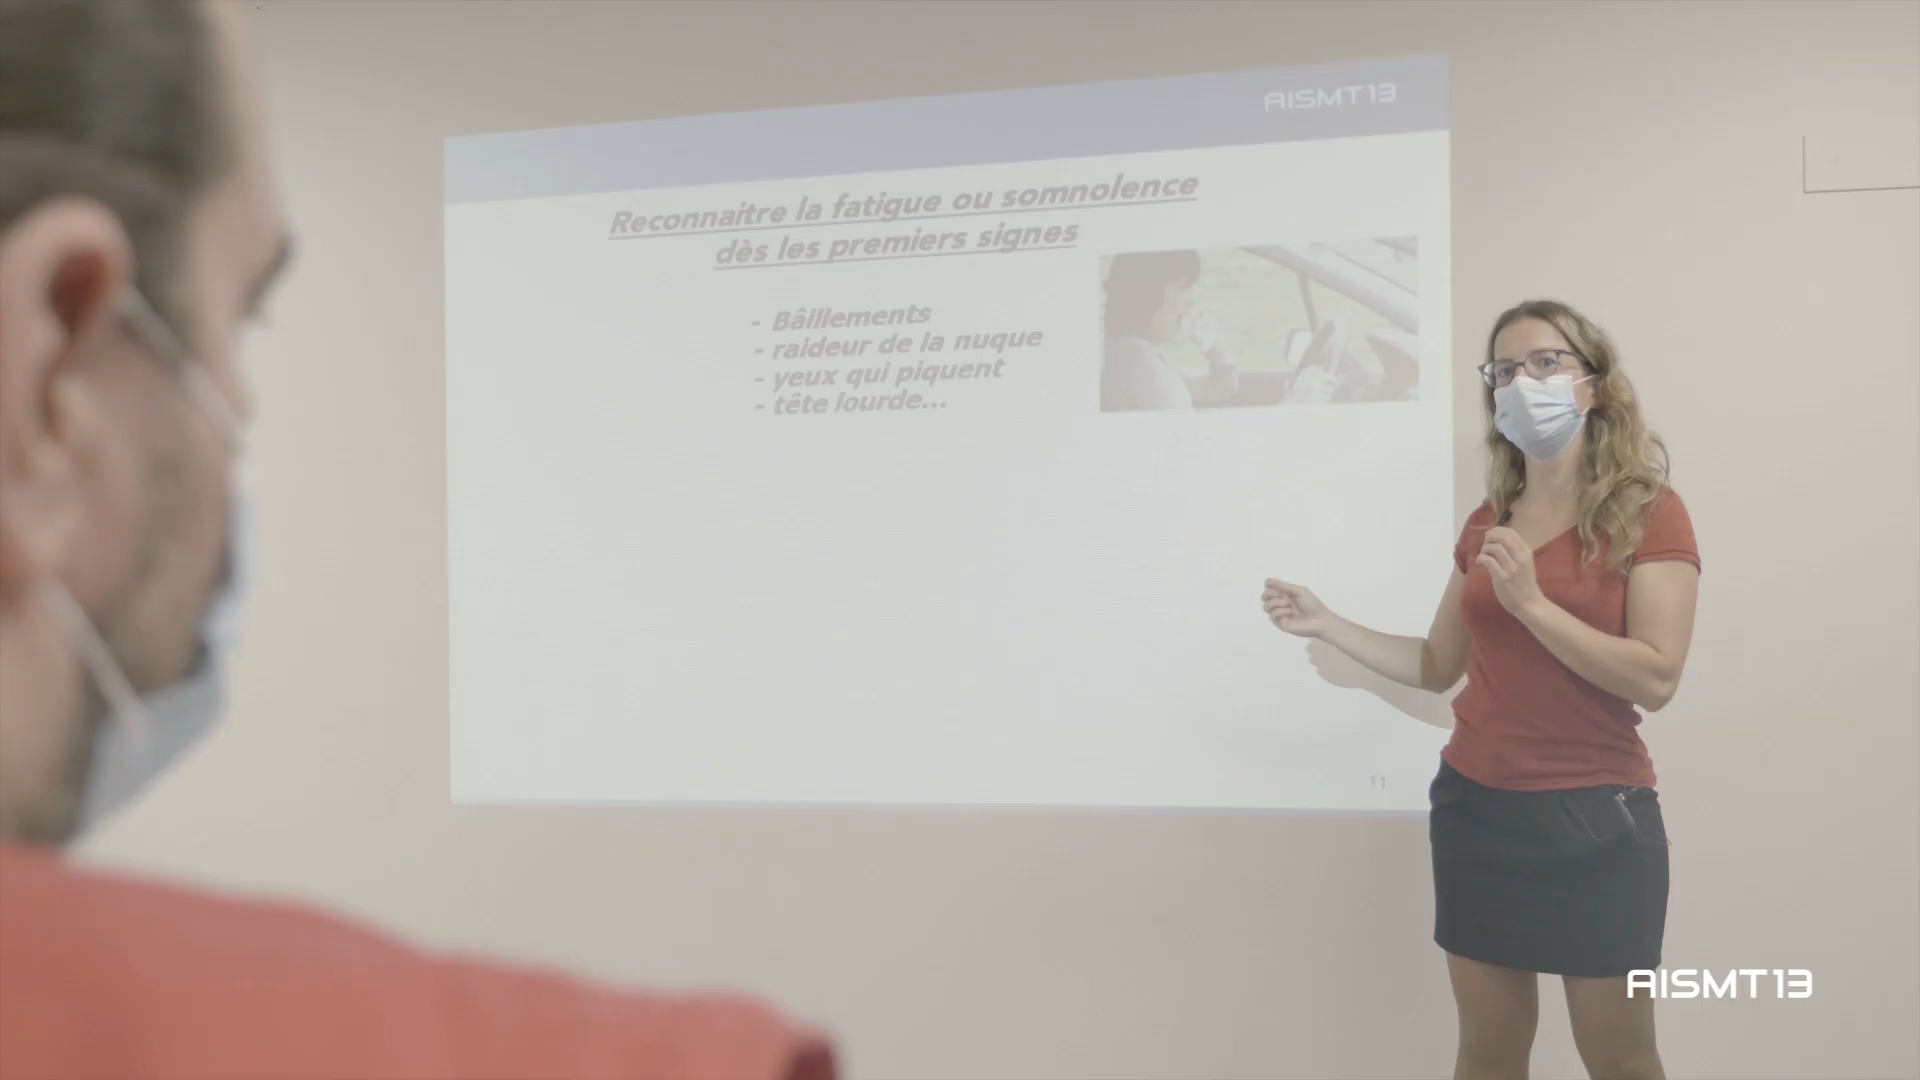 AISMT13
Reconnaitre la fatigue ou somnolence
dès les premiers signes
- Bâillements
- raideur de la nuque
- yeux qui piquent
- tête lourde...
11
AISMT13